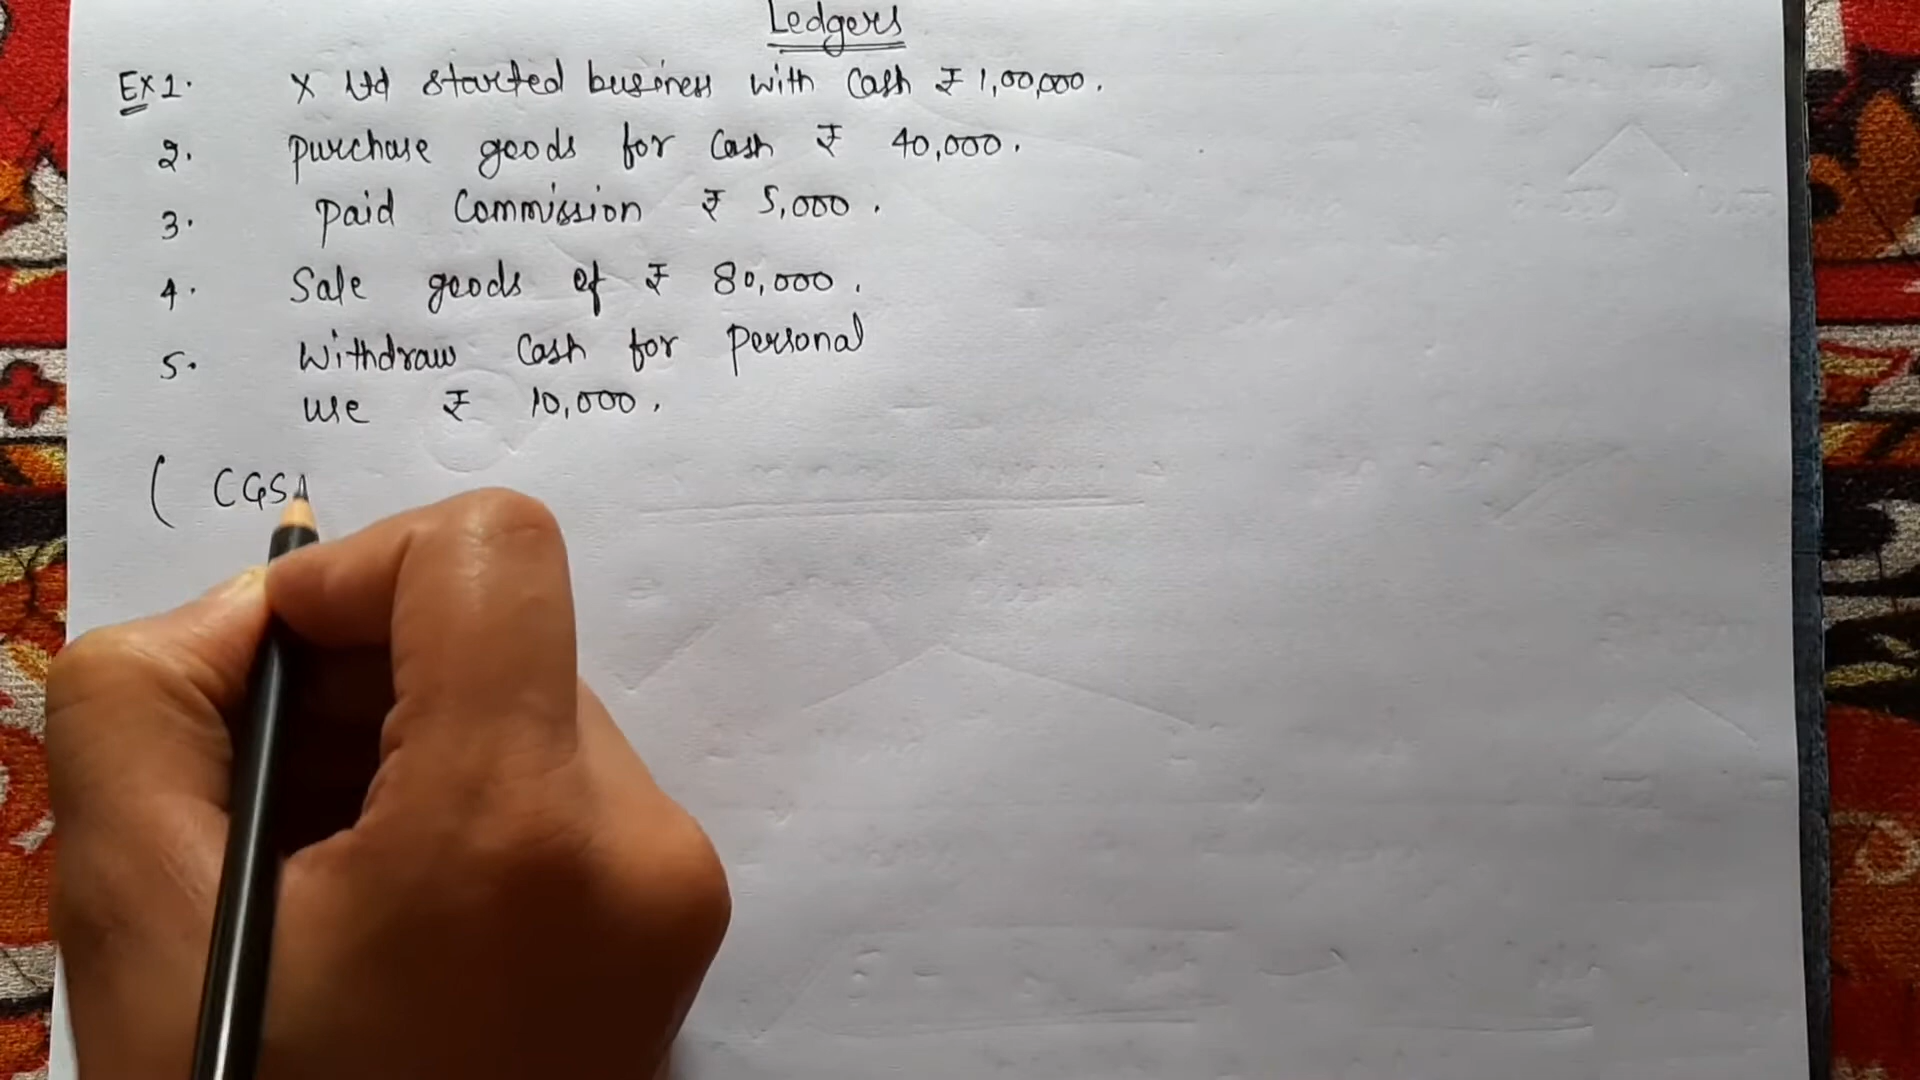 Ledgers
Ex 1. X Ltd started business with Cash ₹ 1,00,000.
2. purchase goods for Cash ₹ 40,000.
3. paid Commission ₹ 5,000.
4. Sale goods of ₹ 80,000.
5. Withdraw Cash for personal
use ₹ 10,000.
( CGS